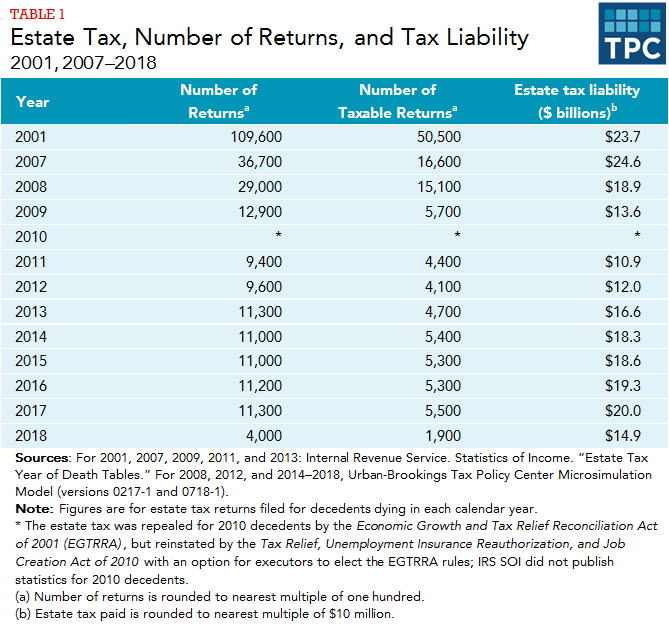 TABLE 1
Estate Tax, Number of Returns, and Tax Liability
2001, 2007–2018
TPC
Year Number of Returnsª Number of Taxable Returnsª Estate tax liability ($ billions)ᵇ
2001 109,600 50,500 $23.7
2007 36,700 16,600 $24.6
2008 29,000 15,100 $18.9
2009 12,900 5,700 $13.6
2010 * * *
2011 9,400 4,400 $10.9
2012 9,600 4,100 $12.0
2013 11,300 4,700 $16.6
2014 11,000 5,400 $18.3
2015 11,000 5,300 $18.6
2016 11,200 5,300 $19.3
2017 11,300 5,500 $20.0
2018 4,000 1,900 $14.9
Sources: For 2001, 2007, 2009, 2011, and 2013: Internal Revenue Service. Statistics of Income. “Estate Tax
Year of Death Tables.” For 2008, 2012, and 2014–2018, Urban-Brookings Tax Policy Center Microsimulation
Model (versions 0217-1 and 0718-1).
Note: Figures are for estate tax returns filed for decedents dying in each calendar year.
* The estate tax was repealed for 2010 decedents by the Economic Growth and Tax Relief Reconciliation Act
of 2001 (EGTRRA), but reinstated by the Tax Relief, Unemployment Insurance Reauthorization, and Job
Creation Act of 2010 with an option for executors to elect the EGTRRA rules; IRS SOI did not publish
statistics for 2010 decedents.
(a) Number of returns is rounded to nearest multiple of one hundred.
(b) Estate tax paid is rounded to nearest multiple of $10 million.